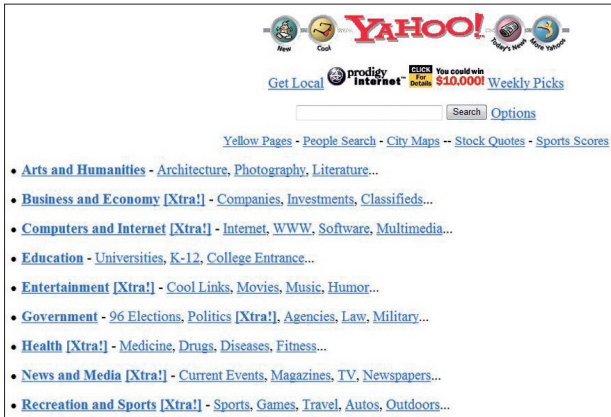 New Cool YAHOO! Today's News More Yahoos
Get Local prodigy Internet™ CLICK For Details You could win $10,000! Weekly Picks
Search Options
Yellow Pages - People Search - City Maps -- Stock Quotes - Sports Scores
• Arts and Humanities - Architecture, Photography, Literature...
• Business and Economy [Xtra!] - Companies, Investments, Classifieds...
• Computers and Internet [Xtra!] - Internet, WWW, Software, Multimedia...
• Education - Universities, K-12, College Entrance...
• Entertainment [Xtra!] - Cool Links, Movies, Music, Humor...
• Government - 96 Elections, Politics [Xtra!], Agencies, Law, Military...
• Health [Xtra!] - Medicine, Drugs, Diseases, Fitness...
• News and Media [Xtra!] - Current Events, Magazines, TV, Newspapers...
• Recreation and Sports [Xtra!] - Sports, Games, Travel, Autos, Outdoors...